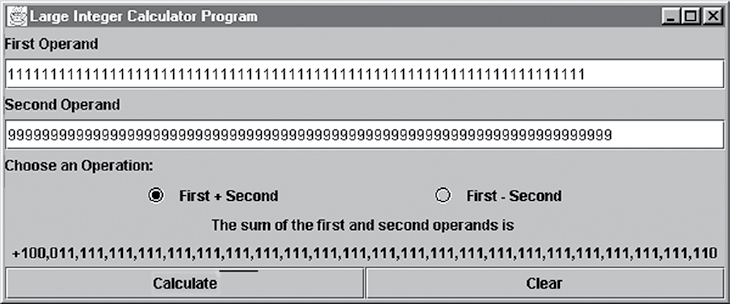 Large Integer Calculator Program
First Operand
11111111111111111111111111111111111111111111111111111111111111111111
Second Operand
99999999999999999999999999999999999999999999999999999999999999999999999
Choose an Operation:
First + Second First - Second
The sum of the first and second operands is
+100,011,111,111,111,111,111,111,111,111,111,111,111,111,111,111,111,111,111,111,111,111,111,110
Calculate Clear